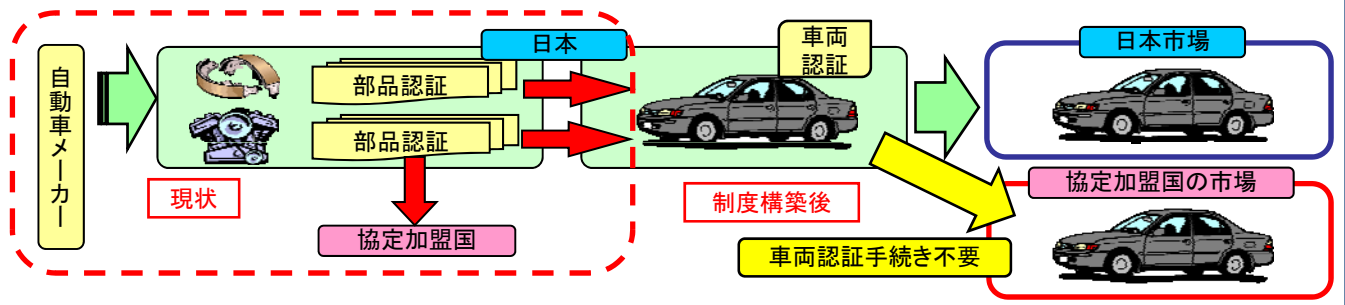 自動車メーカー
日本
部品認証
部品認証
現状
協定加盟国
車両
認証
制度構築後
車両認証手続き不要
日本市場
協定加盟国の市場